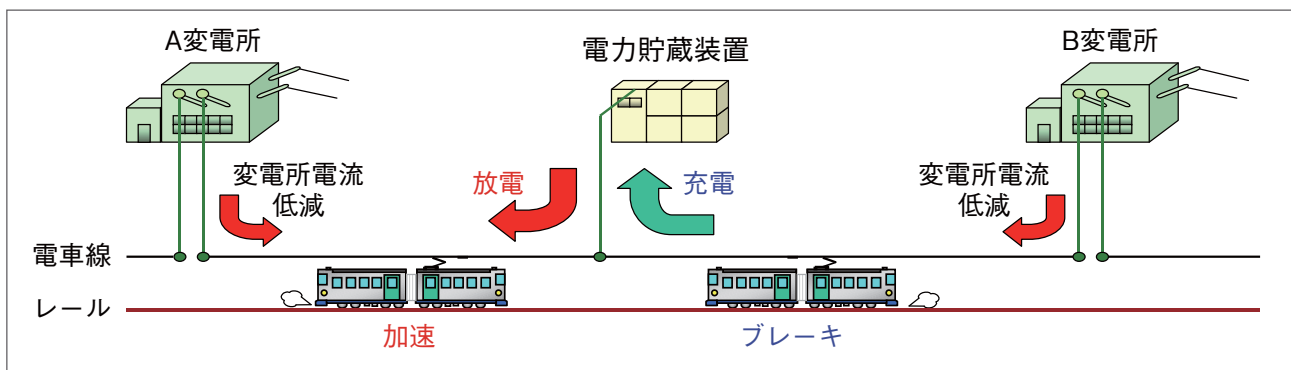 A変電所
電力貯蔵装置
B変電所
変電所電流
低減
放電
充電
変電所電流
低減
電車線
レール
加速
ブレーキ